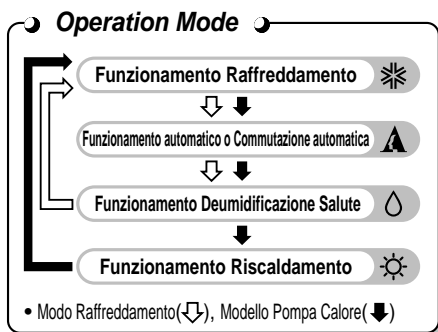 Operation Mode
Funzionamento Raffreddamento
Funzionamento automatico o Commutazione automatica
Funzionamento Deumidificazione Salute
Funzionamento Riscaldamento
• Modo Raffreddamento(⇩), Modello Pompa Calore(⬇)